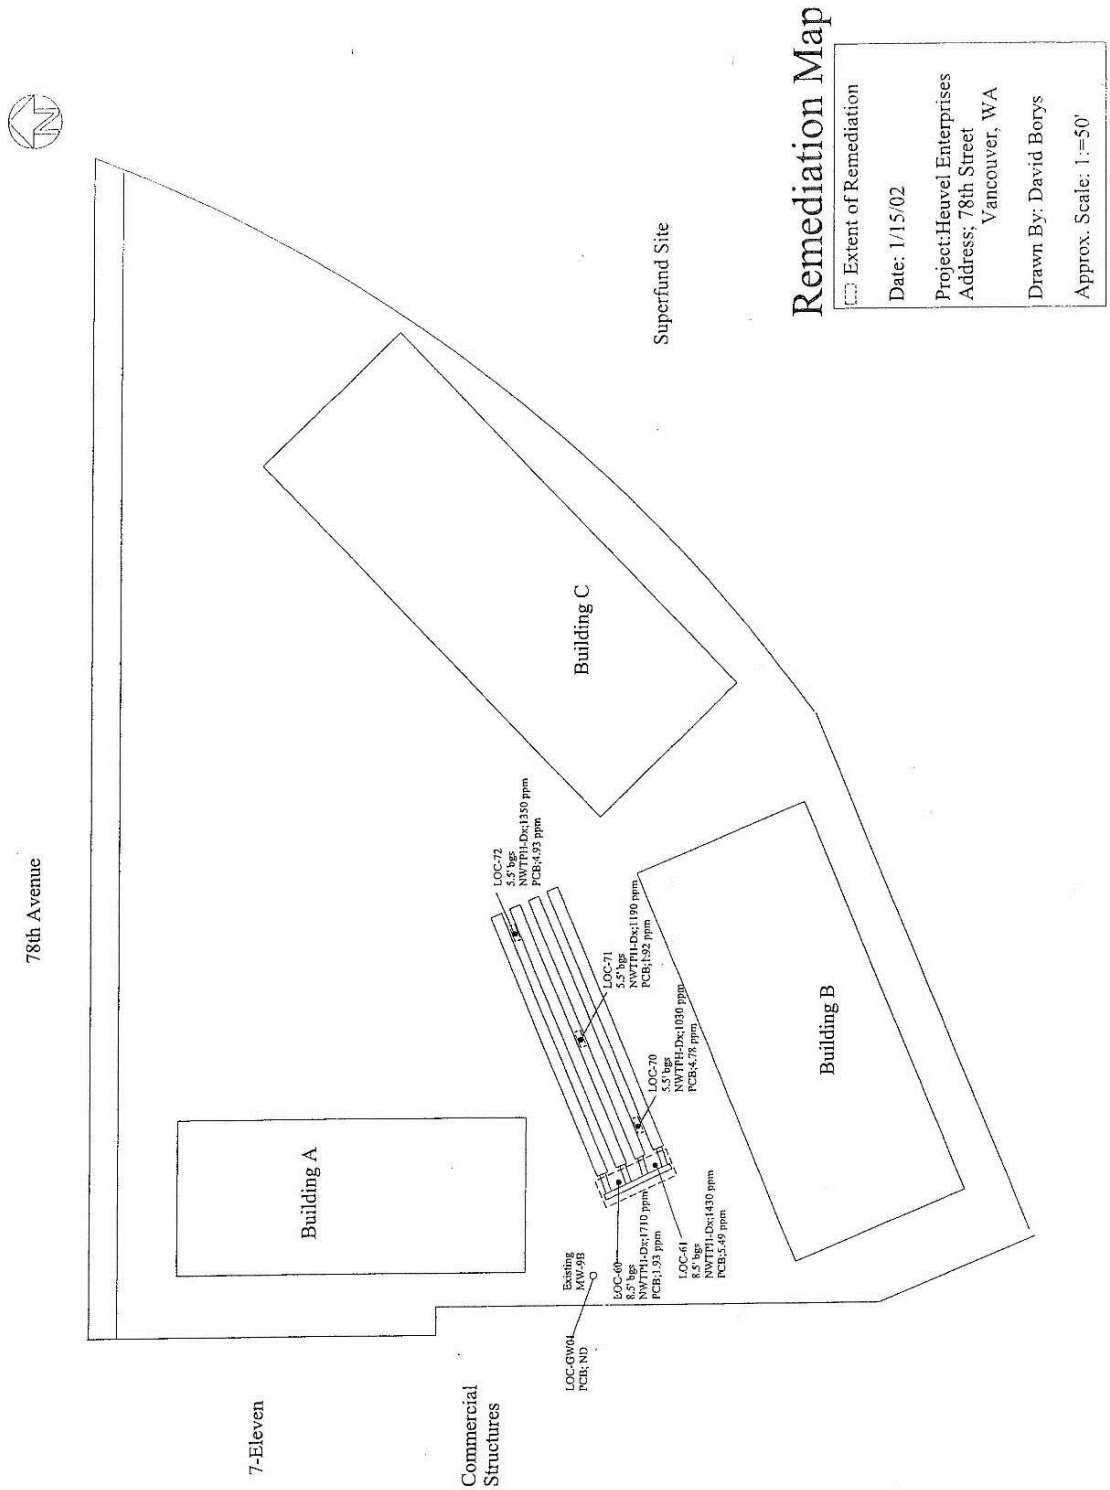 N
78th Avenue
7-Eleven
Building A
Commercial
Structures
LOC-72
5.5' bgs
NWTPH-Dx;1350 ppm
PCB;4.93 ppm
LOC-71
5.5' bgs
NWTPH-Dx;1190 ppm
PCB;1.92 ppm
LOC-70
5.5' bgs
NWTPH-Dx;1030 ppm
PCB;4.78 ppm
Existing
MW-9B
LOC-GW04
PCB; ND
LOC-60
8.5' bgs
NWTPH-Dx;1710 ppm
PCB;1.93 ppm
LOC-61
8.5' bgs
NWTPH-Dx;1430 ppm
PCB;5.49 ppm
Building C
Building B
Superfund Site
Remediation Map
Extent of Remediation
Date: 1/15/02
Project:Heuvel Enterprises
Address; 78th Street
Vancouver, WA
Drawn By: David Borys
Approx. Scale: 1:=50'